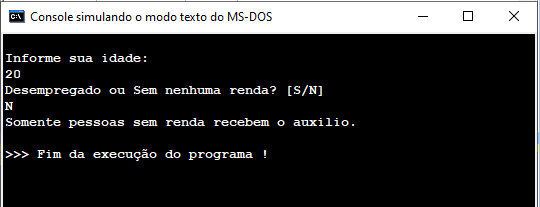 Console simulando o modo texto do MS-DOS
Informe sua idade:
20
Desempregado ou Sem nenhuma renda? [S/N]
N
Somente pessoas sem renda recebem o auxilio.
>>> Fim da execução do programa !